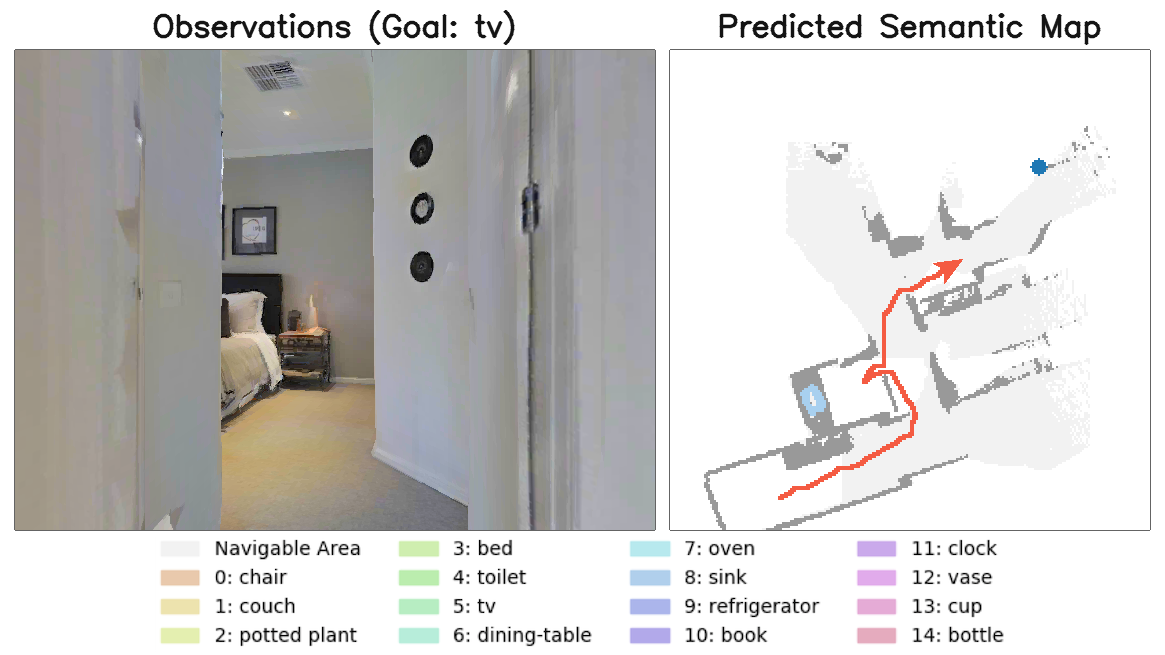 Observations (Goal: tv)
Predicted Semantic Map
Navigable Area
0: chair
1: couch
2: potted plant
3: bed
4: toilet
5: tv
6: dining-table
7: oven
8: sink
9: refrigerator
10: book
11: clock
12: vase
13: cup
14: bottle